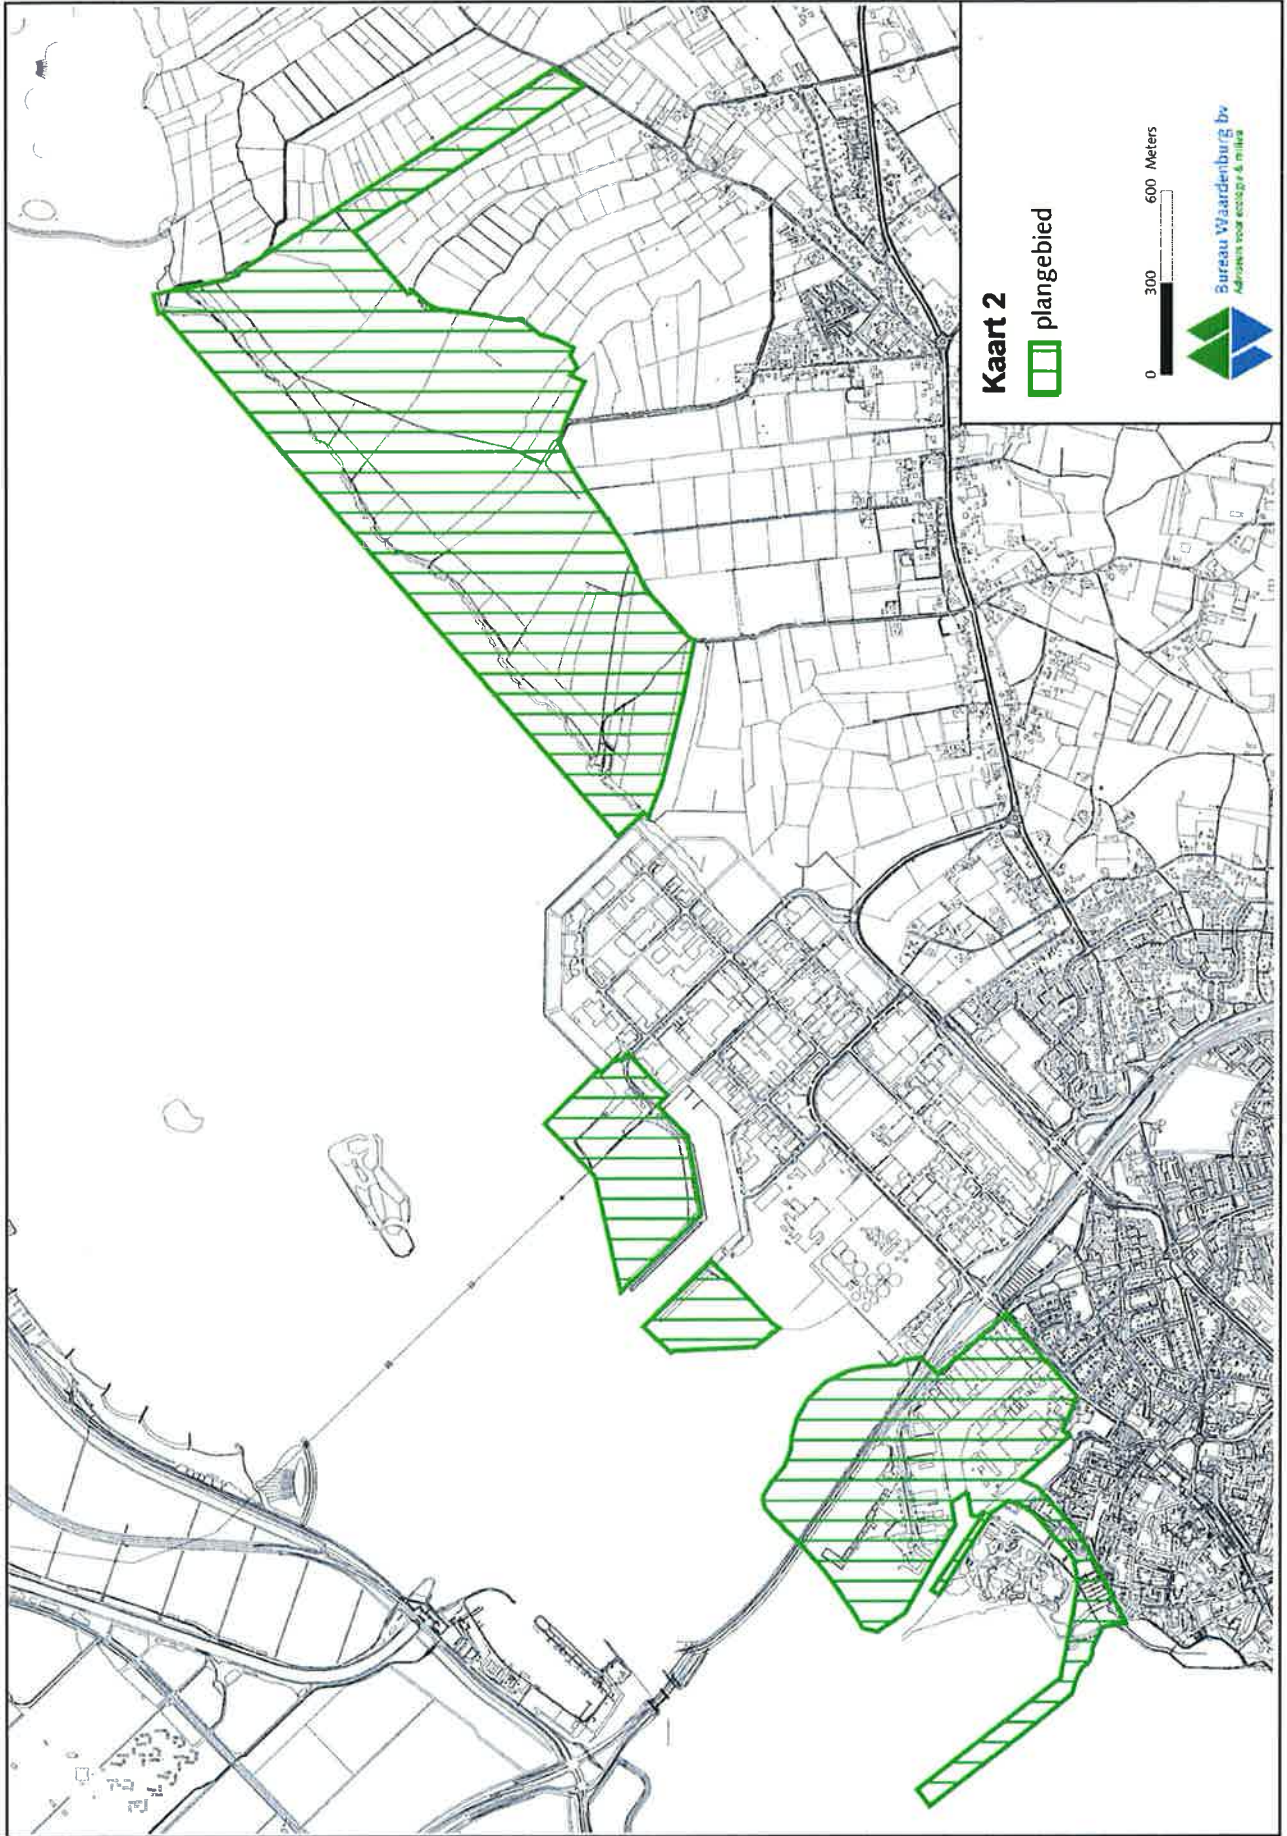 Kaart 2
plangebied
0 300 600 Meters
Bureau Waardenburg bv
Adviseurs voor ecologie & milieu